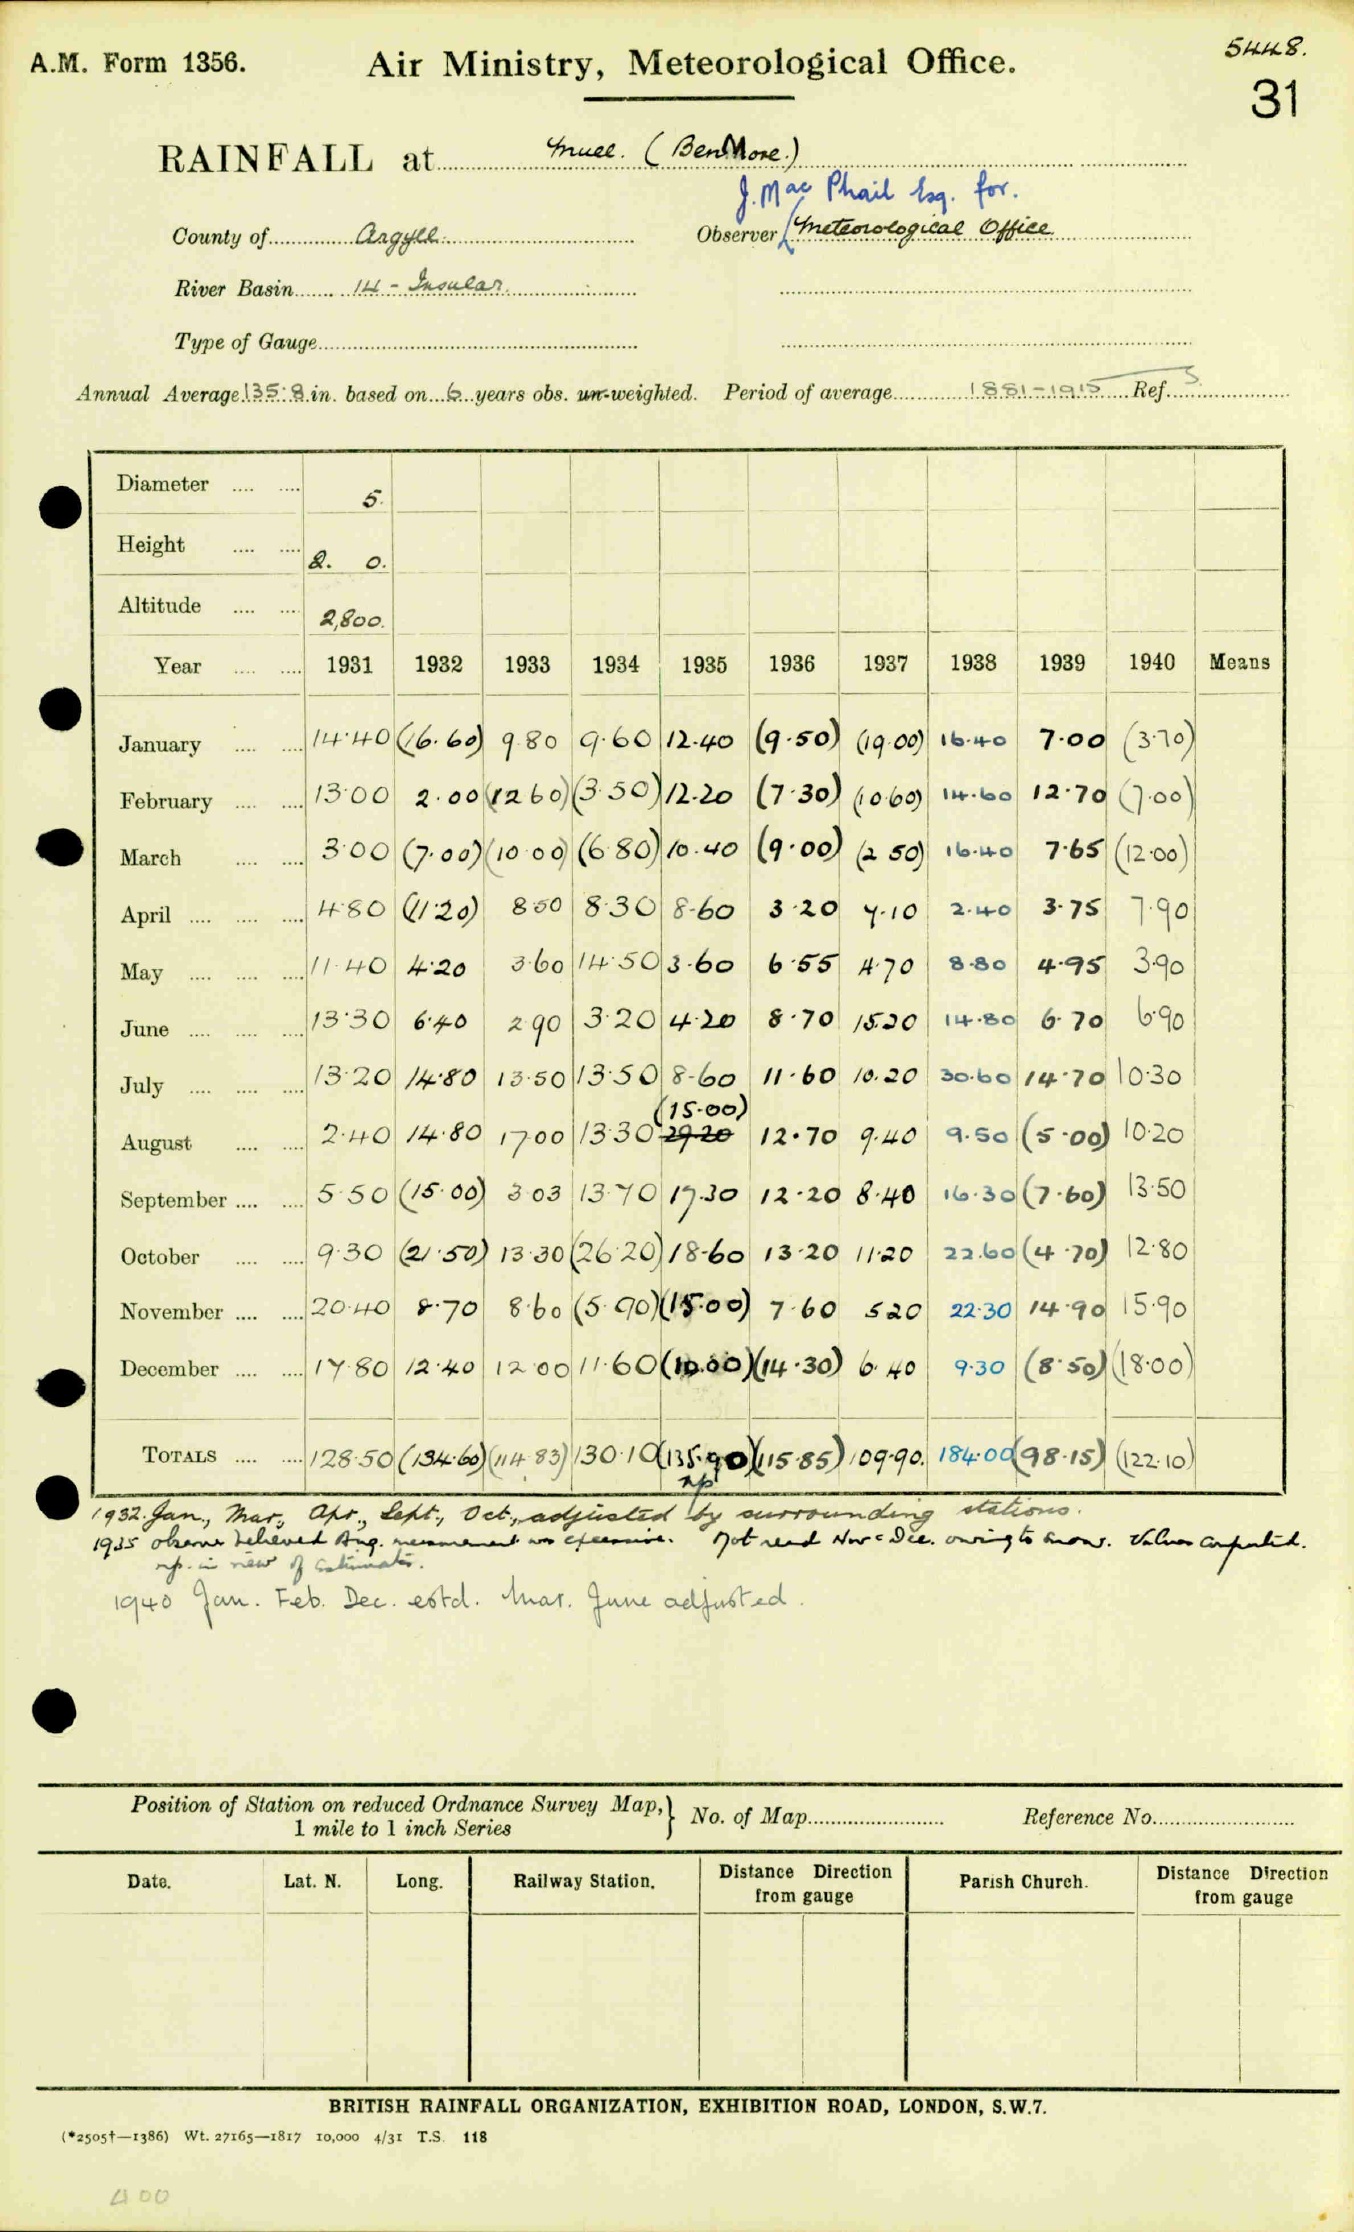 A.M. Form 1356.
Air Ministry, Meteorological Office.
5448.
31
RAINFALL at Mull. (Ben More.)
J. Mac Phail Esq. for.
County of Argyll. Observer (Meteorological Office
River Basin 14 - Insular.
Type of Gauge
Annual Average 135.8 in. based on 6 years obs. un-weighted. Period of average 1881-1915 Ref. S
Diameter 5.
Height 2. 0.
Altitude 2,800.
Year 1931 1932 1933 1934 1935 1936 1937 1938 1939 1940 Means
January 14.40 (16.60) 9.80 9.60 12.40 (9.50) (19.00) 16.40 7.00 (3.70)
February 13.00 2.00 (12.60) (3.50) 12.20 (7.30) (10.60) 14.60 12.70 (7.00)
March 3.00 (7.00) (10.00) (6.80) 10.40 (9.00) (2.50) 16.40 7.65 (12.00)
April 4.80 (11.20) 8.50 8.30 8.60 3.20 7.10 2.40 3.75 7.90
May 11.40 4.20 3.60 14.50 3.60 6.55 4.70 8.80 4.95 3.90
June 13.30 6.40 2.90 3.20 4.20 8.70 15.20 14.80 6.70 6.90
July 13.20 14.80 13.50 13.50 8.60 11.60 10.20 30.60 14.70 10.30
(15.00)
August 2.40 14.80 17.00 13.30 29.20 12.70 9.40 9.50 (5.00) 10.20
September 5.50 (15.00) 3.03 13.70 17.30 12.20 8.40 16.30 (7.60) 13.50
October 9.30 (21.50) 13.30 (26.20) 18.60 13.20 11.20 22.60 (4.70) 12.80
November 20.40 8.70 8.60 (5.90) (15.00) 7.60 5.20 22.30 14.90 15.90
December 17.80 12.40 12.00 11.60 (10.00) (14.30) 6.40 9.30 (8.50) (18.00)
TOTALS 128.50 (134.60) (114.83) 130.10 (135.90) (115.85) 109.90. 184.00 (98.15) (122.10)
np
1932. Jan., Mar., Apr., Sept., Oct., adjusted by surrounding stations.
1935 observer believed Aug. measurement was excessive. Not read Nov & Dec. owing to snow. Values computed.
np. in view of estimates.
1940 Jan. Feb. Dec. estd. Mar. June adjusted.
Position of Station on reduced Ordnance Survey Map, 1 mile to 1 inch Series } No. of Map Reference No.
Date. Lat. N. Long. Railway Station. Distance Direction from gauge Parish Church. Distance Direction from gauge
BRITISH RAINFALL ORGANIZATION, EXHIBITION ROAD, LONDON, S.W.7.
(*2505†—1386) Wt. 27165—1817 10,000 4/31 T.S. 118
400